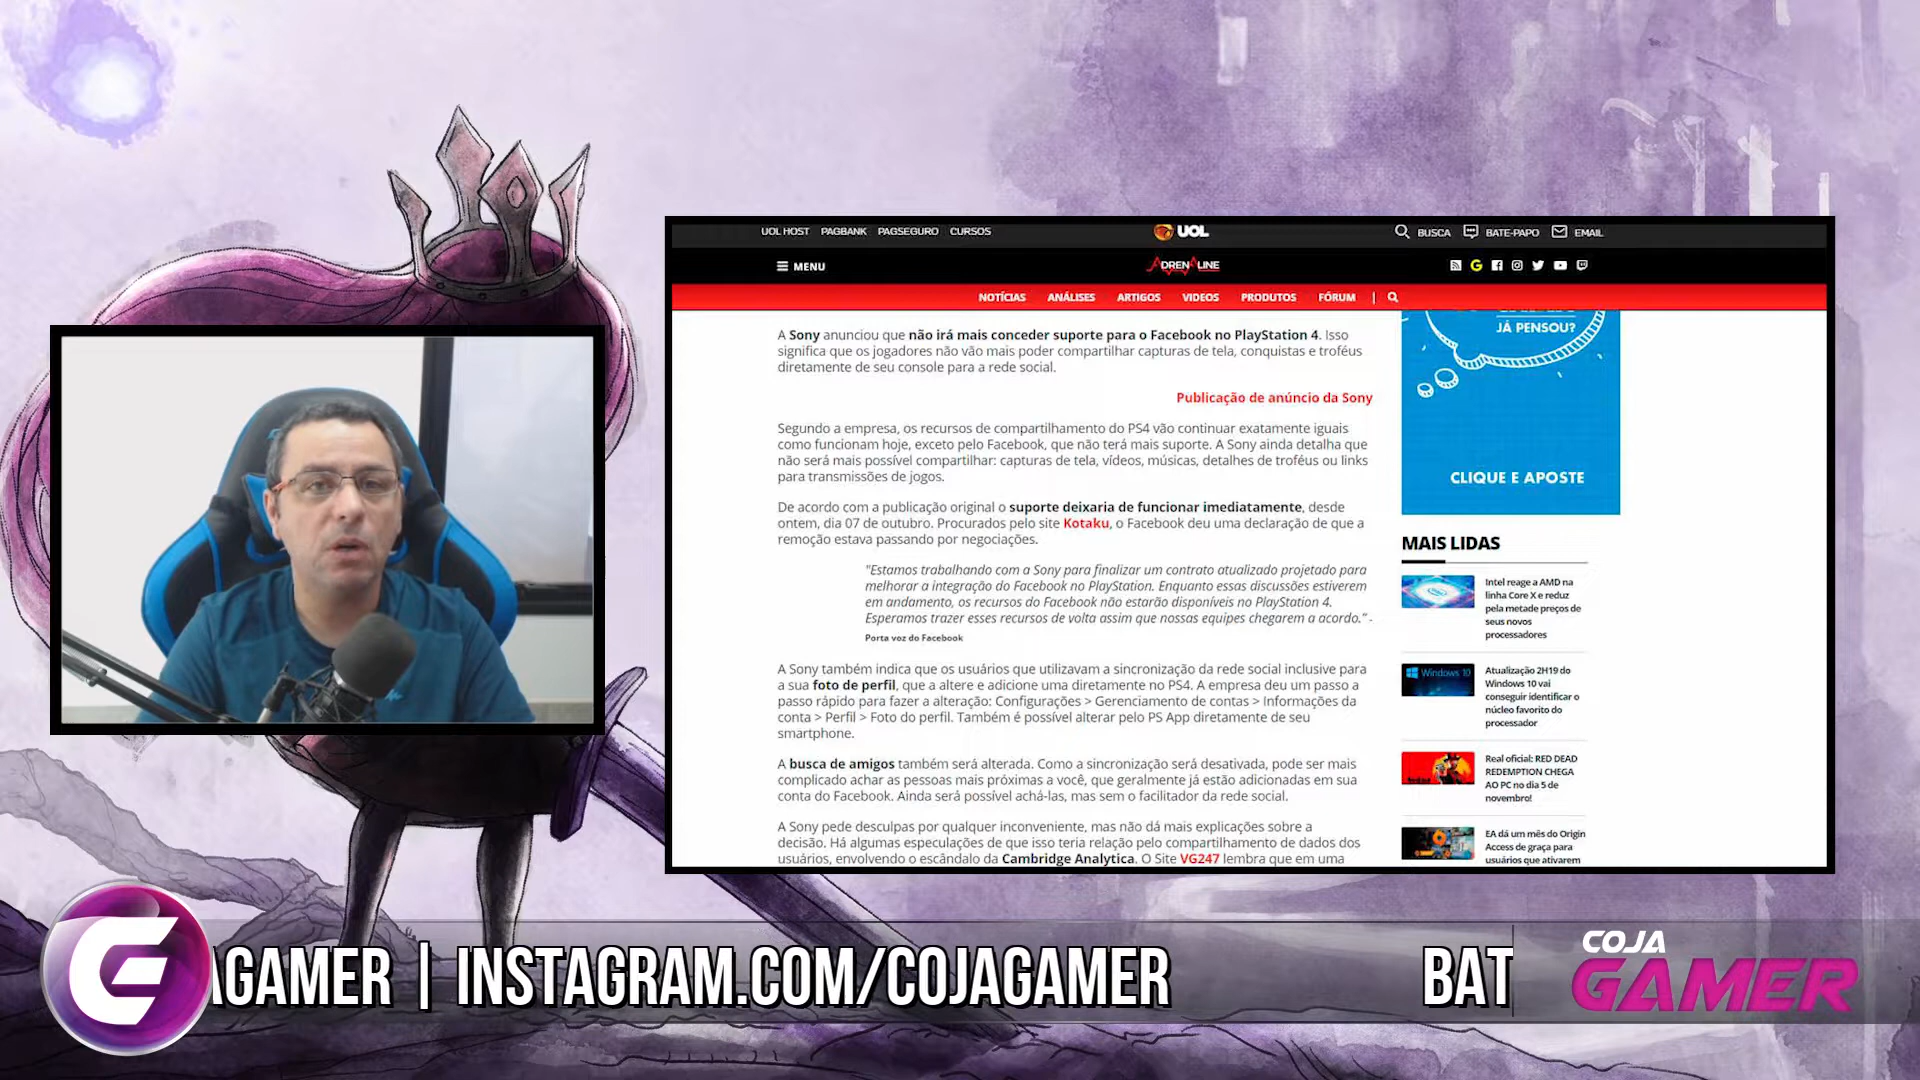 UOL HOST PAGBANK PAGSEGURO CURSOS UOL BUSCA BATE-PAPO EMAIL
MENU ADRENALINE
NOTÍCIAS ANÁLISES ARTIGOS VIDEOS PRODUTOS FÓRUM |
A Sony anunciou que não irá mais conceder suporte para o Facebook no PlayStation 4. Isso
significa que os jogadores não vão mais poder compartilhar capturas de tela, conquistas e troféus
diretamente de seu console para a rede social.
Publicação de anúncio da Sony
Segundo a empresa, os recursos de compartilhamento do PS4 vão continuar exatamente iguais
como funcionam hoje, exceto pelo Facebook, que não terá mais suporte. A Sony ainda detalha que
não será mais possível compartilhar: capturas de tela, vídeos, músicas, detalhes de troféus ou links
para transmissões de jogos.
De acordo com a publicação original o suporte deixaria de funcionar imediatamente, desde
ontem, dia 07 de outubro. Procurados pelo site Kotaku, o Facebook deu uma declaração de que a
remoção estava passando por negociações.
"Estamos trabalhando com a Sony para finalizar um contrato atualizado projetado para
melhorar a integração do Facebook no PlayStation. Enquanto essas discussões estiverem
em andamento, os recursos do Facebook não estarão disponíveis no PlayStation 4.
Esperamos trazer esses recursos de volta assim que nossas equipes chegarem a acordo.” -
Porta voz do Facebook
A Sony também indica que os usuários que utilizavam a sincronização da rede social inclusive para
a sua foto de perfil, que a altere e adicione uma diretamente no PS4. A empresa deu um passo a
passo rápido para fazer a alteração: Configurações > Gerenciamento de contas > Informações da
conta > Perfil > Foto do perfil. Também é possível alterar pelo PS App diretamente de seu
smartphone.
A busca de amigos também será alterada. Como a sincronização será desativada, pode ser mais
complicado achar as pessoas mais próximas a você, que geralmente já estão adicionadas em sua
conta do Facebook. Ainda será possível achá-las, mas sem o facilitador da rede social.
A Sony pede desculpas por qualquer inconveniente, mas não dá mais explicações sobre a
decisão. Há algumas especulações de que isso teria relação pelo compartilhamento de dados dos
usuários, envolvendo o escândalo da Cambridge Analytica. O Site VG247 lembra que em uma
JÁ PENSOU?
CLIQUE E APOSTE
MAIS LIDAS
Intel reage a AMD na
linha Core X e reduz
pela metade preços de
seus novos
processadores
Windows 10
Atualização 2H19 do
Windows 10 vai
conseguir identificar o
núcleo favorito do
processador
Real oficial: RED DEAD
REDEMPTION CHEGA
AO PC no dia 5 de
novembro!
EA dá um mês do Origin
Access de graça para
usuários que ativarem
AGAMER | INSTAGRAM.COM/COJAGAMER BAT
COJA
GAMER